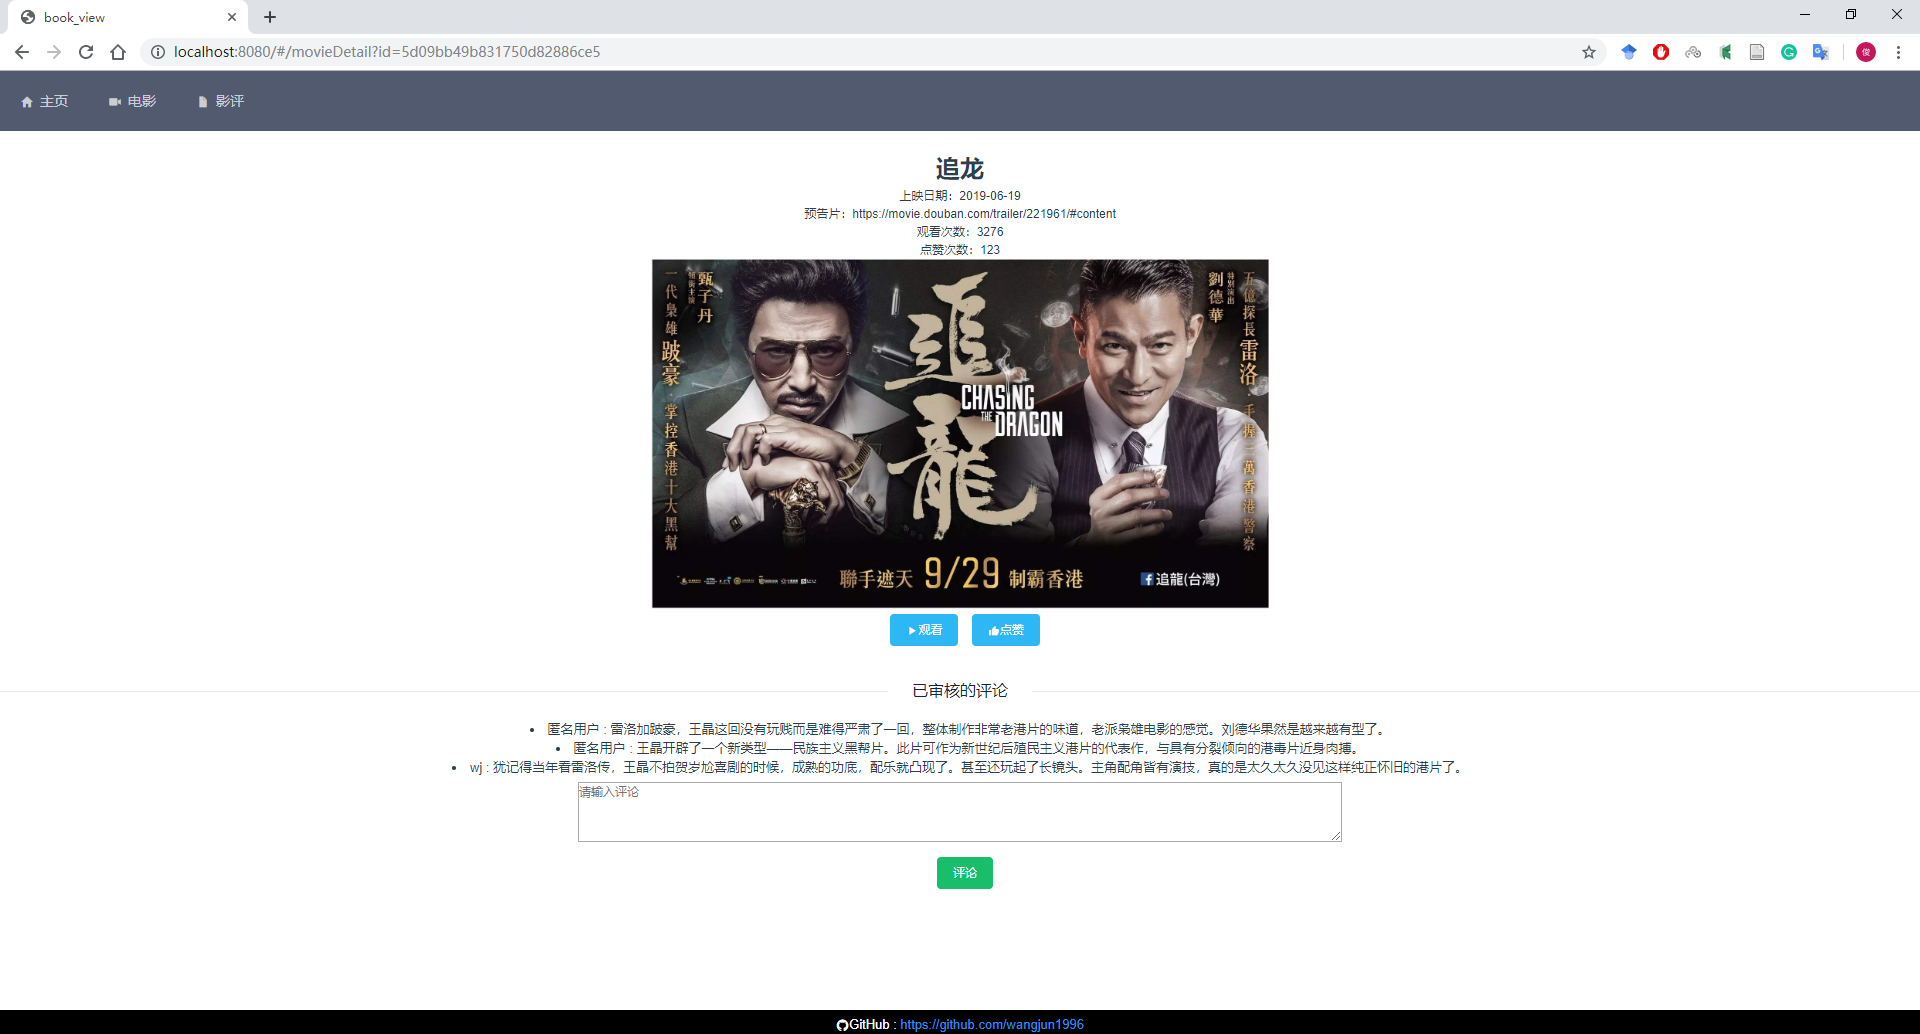 book_view
localhost:8080/#/movieDetail?id=5d09bb49b831750d82886ce5
俊
主页
电影
影评
追龙
上映日期：2019-06-19
预告片：https://movie.douban.com/trailer/221961/#content
观看次数：3276
点赞次数：123
一代梟雄 跛豪·掌控香港十大黑幫
領銜主演
甄子丹
追龍
CHASING
THE DRAGON
劉德華
特別演出
五億探長 雷洛·手握三萬香港警察
聯手遮天 9/29 制霸香港
追龍(台灣)
观看
点赞
已审核的评论
匿名用户 : 雷洛加跛豪，王晶这回没有玩贱而是难得严肃了一回，整体制作非常老港片的味道，老派枭雄电影的感觉。刘德华果然是越来越有型了。
匿名用户 : 王晶开辟了一个新类型——民族主义黑帮片。此片可作为新世纪后殖民主义港片的代表作，与具有分裂倾向的港毒片近身肉搏。
wj : 犹记得当年看雷洛传，王晶不拍贺岁尬喜剧的时候，成熟的功底，配乐就凸现了。甚至还玩起了长镜头。主角配角皆有演技，真的是太久太久没见这样纯正怀旧的港片了。
请输入评论
评论
GitHub : https://github.com/wangjun1996